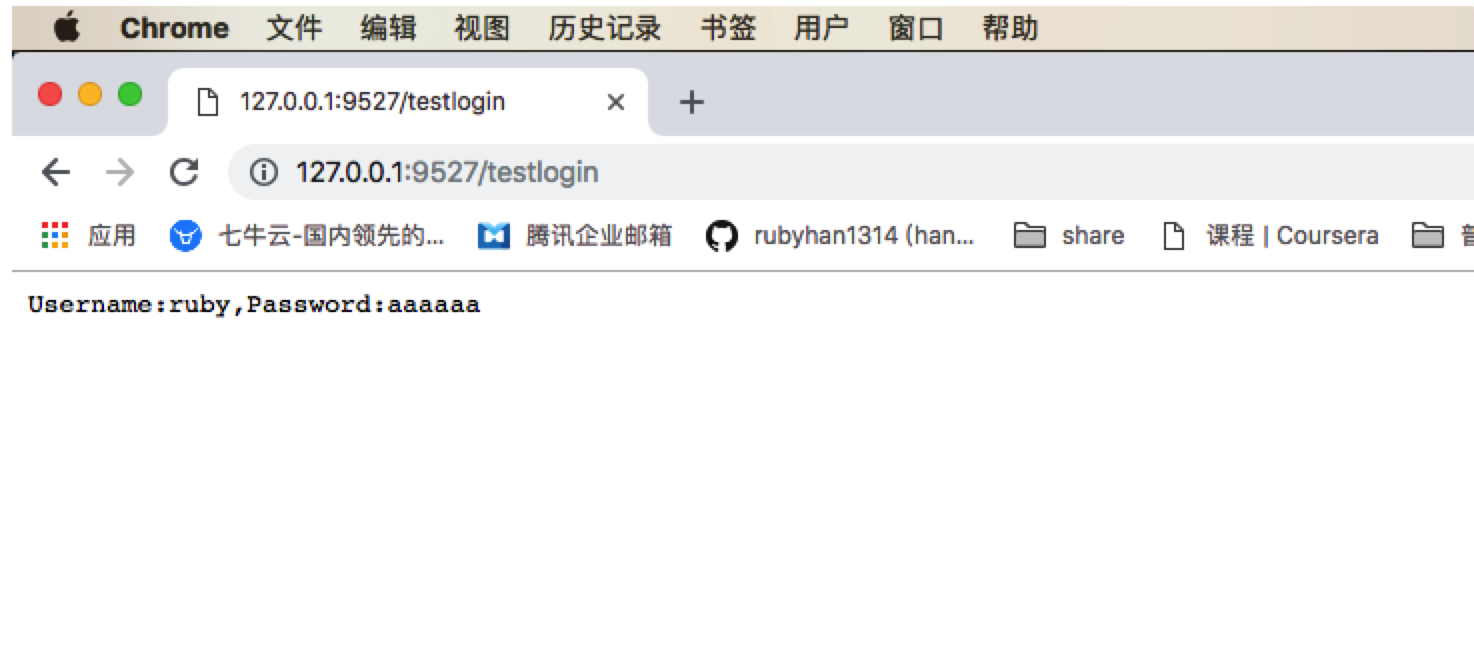 Chrome 文件 编辑 视图 历史记录 书签 用户 窗口 帮助
127.0.0.1:9527/testlogin
127.0.0.1:9527/testlogin
应用 七牛云-国内领先的... 腾讯企业邮箱 rubyhan1314 (han... share 课程 | Coursera
Username:ruby,Password:aaaaaa